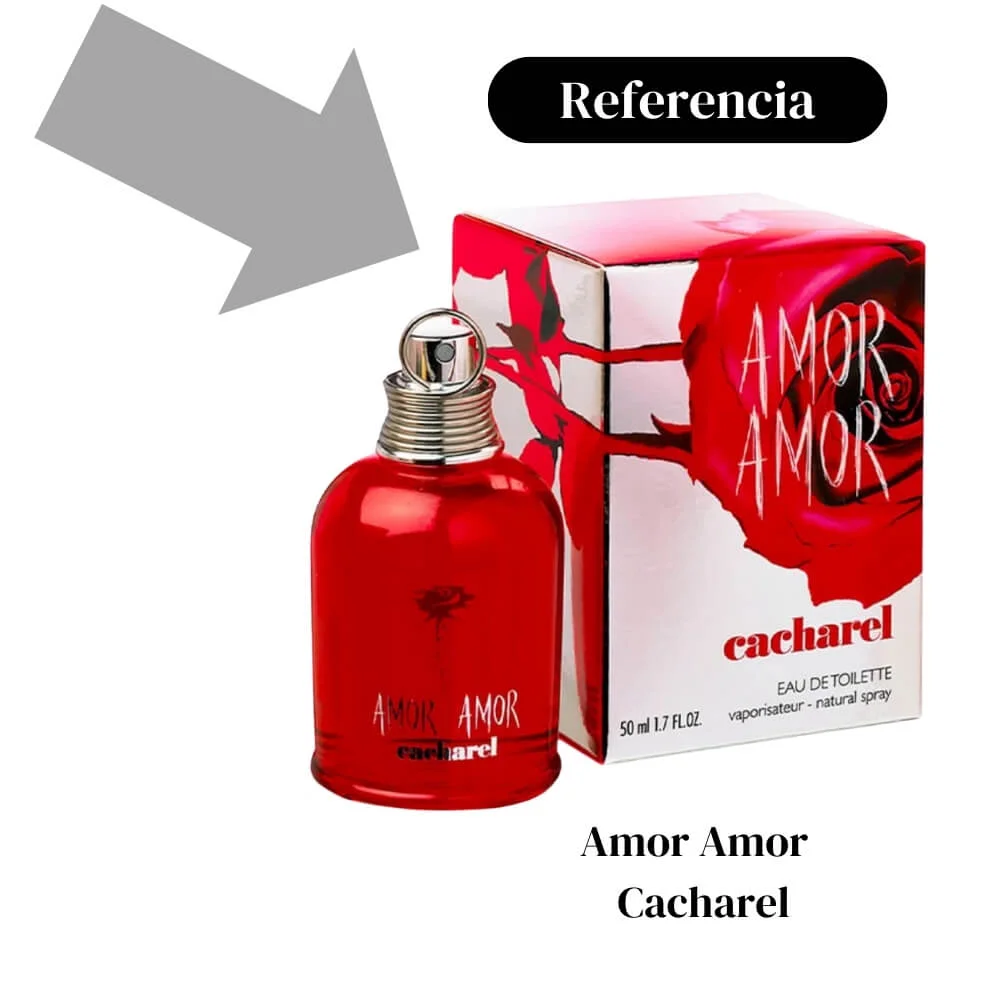 Referencia
AMOR
AMOR
cacharel
EAU DE TOILETTE
vaporisateur - natural spray
50 ml 1.7 FL.OZ.
AMOR AMOR
cacharel
Amor Amor
Cacharel